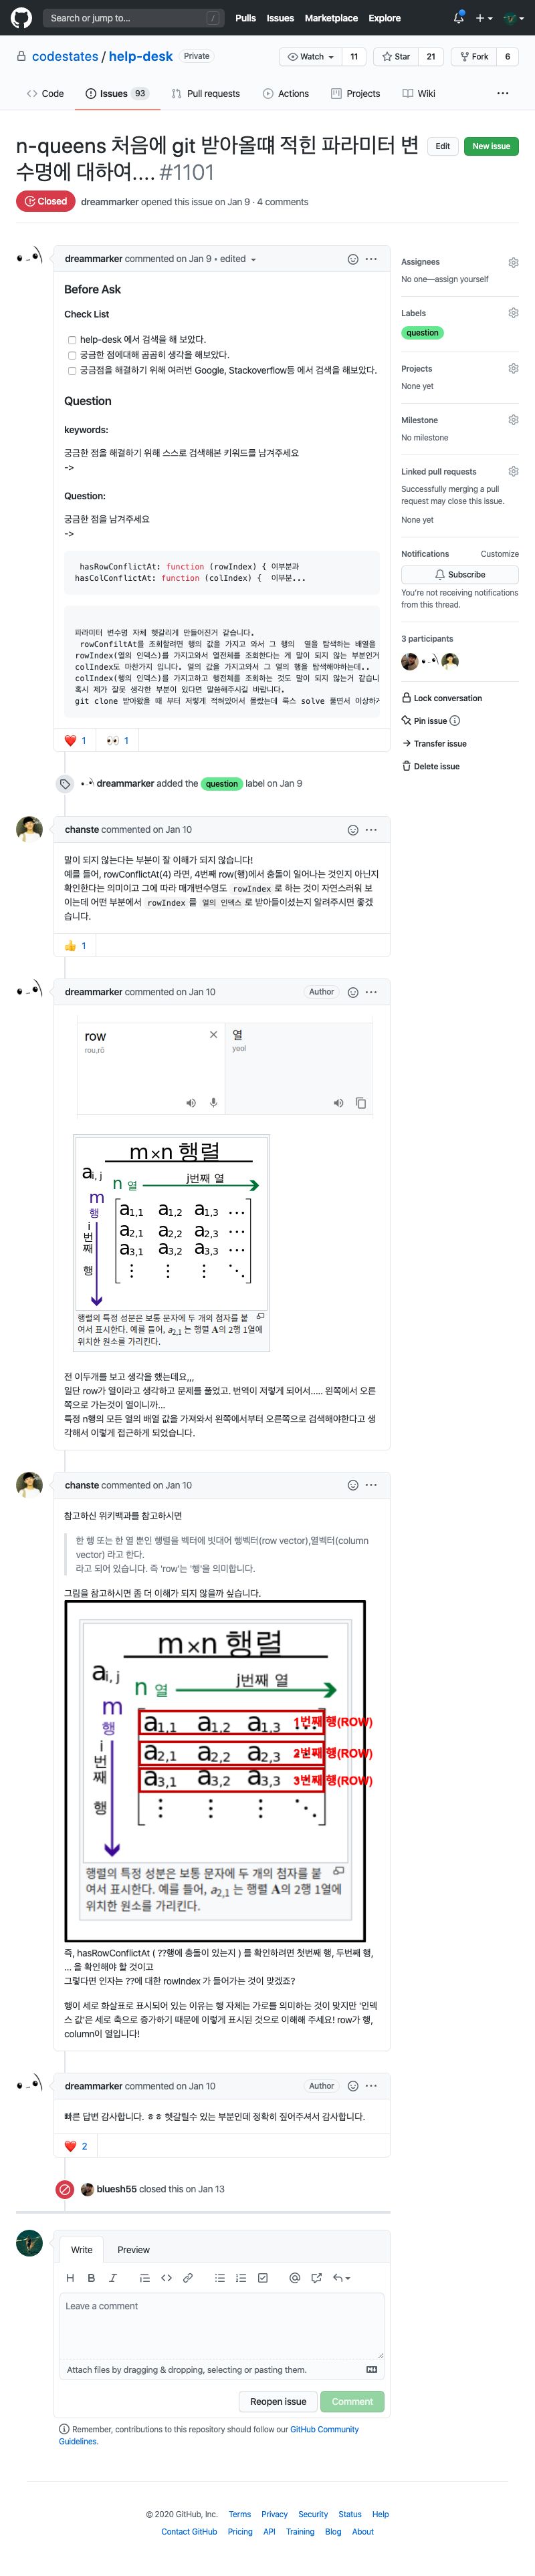 Search or jump to...
/
Pulls Issues Marketplace Explore
codestates / help-desk Private
Watch 11 Star 21 Fork 6
Code Issues 93 Pull requests Actions Projects Wiki
n-queens 처음에 git 받아올떄 적힌 파라미터 변
수명에 대하여.... #1101
Edit New issue
Closed dreammarker opened this issue on Jan 9 · 4 comments
dreammarker commented on Jan 9 • edited
Before Ask
Check List
help-desk 에서 검색을 해 보았다.
궁금한 점에대해 곰곰히 생각을 해보았다.
궁금점을 해결하기 위해 여러번 Google, Stackoverflow등 에서 검색을 해보았다.
Question
keywords:
궁금한 점을 해결하기 위해 스스로 검색해본 키워드를 남겨주세요
->
Question:
궁금한 점을 남겨주세요
->
hasRowConflictAt: function (rowIndex) { 이부분과
hasColConflictAt: function (colIndex) { 이부분...
파라미터 변수명 자체 헷갈리게 만들어진거 같습니다.
rowConfiltAt를 조회할려면 행의 값을 가지고 와서 그 행의 열을 탐색하는 배열을
rowIndex(열의 인덱스)를 가지고와서 열전체를 조회한다는 게 말이 되지 않는 부분인거
colIndex도 마찬가지 입니다. 열의 값을 가지고와서 그 열의 행을 탐색해야하는데..
colIndex(행의 인덱스)를 가지고하고 행전체를 조회하는 것도 말이 되지 않는거 같습니
혹시 제가 잘못 생각한 부분이 있다면 말씀해주시길 바랍니다.
git clone 받아왔을 때 부터 저렇게 적혀있어서 몰랐는데 룩스 solve 풀면서 이상하게
1 1
dreammarker added the question label on Jan 9
chanste commented on Jan 10
말이 되지 않는다는 부분이 잘 이해가 되지 않습니다!
예를 들어, rowConflictAt(4) 라면, 4번째 row(행)에서 충돌이 일어나는 것인지 아닌지
확인한다는 의미이고 그에 따라 매개변수명도 rowIndex 로 하는 것이 자연스러워 보
이는데 어떤 부분에서 rowIndex 를 열의 인덱스 로 받아들이셨는지 알려주시면 좋겠
습니다.
1
dreammarker commented on Jan 10 Author
row 열
rou,rō yeol
m×n 행렬
ai, j
n 열 j번째 열
m
행
i
번
째
행
a1,1 a1,2 a1,3 ⋯
a2,1 a2,2 a2,3 ⋯
a3,1 a3,2 a3,3 ⋯
⋮ ⋮ ⋮ ⋱
행렬의 특정 성분은 보통 문자에 두 개의 첨자를 붙
여서 표시한다. 예를 들어, a2,1 는 행렬 A의 2행 1열에
위치한 원소를 가리킨다.
전 이두개를 보고 생각을 했는데요,,,
일단 row가 열이라고 생각하고 문제를 풀었고. 번역이 저렇게 되어서..... 왼쪽에서 오른
쪽으로 가는것이 열이니까...
특정 n행의 모든 열의 배열 값을 가져와서 왼쪽에서부터 오른쪽으로 검색해야한다고 생
각해서 이렇게 접근하게 되었습니다.
chanste commented on Jan 10
참고하신 위키백과를 참고하시면
한 행 또는 한 열 뿐인 행렬을 벡터에 빗대어 행벡터(row vector),열벡터(column
vector) 라고 한다.
라고 되어 있습니다. 즉 'row'는 '행'을 의미합니다.
그림을 참고하시면 좀 더 이해가 되지 않을까 싶습니다.
m×n 행렬
ai, j
n 열 j번째 열
m
행
i
번
째
행
a1,1 a1,2 a1,3 ... 1번째 행(ROW)
a2,1 a2,2 a2,3 2번째 행(ROW)
a3,1 a3,2 a3,3 3번째 행(ROW)
⋮ ⋮ ⋮ ⋱
행렬의 특정 성분은 보통 문자에 두 개의 첨자를 붙
여서 표시한다. 예를 들어, a2,1 는 행렬 A의 2행 1열에
위치한 원소를 가리킨다.
즉, hasRowConflictAt ( ??행에 충돌이 있는지 ) 를 확인하려면 첫번째 행, 두번째 행,
... 을 확인해야 할 것이고
그렇다면 인자는 ??에 대한 rowIndex 가 들어가는 것이 맞겠죠?
행이 세로 화살표로 표시되어 있는 이유는 행 자체는 가로를 의미하는 것이 맞지만 '인덱
스 값'은 세로 축으로 증가하기 때문에 이렇게 표시된 것으로 이해해 주세요! row가 행,
column이 열입니다!
dreammarker commented on Jan 10 Author
빠른 답변 감사합니다. ㅎㅎ 헷갈릴수 있는 부분인데 정확히 짚어주셔서 감사합니다.
2
bluesh55 closed this on Jan 13
Write Preview
H B I
Leave a comment
Attach files by dragging & dropping, selecting or pasting them.
Reopen issue Comment
Remember, contributions to this repository should follow our GitHub Community
Guidelines.
Assignees
No one—assign yourself
Labels
question
Projects
None yet
Milestone
No milestone
Linked pull requests
Successfully merging a pull
request may close this issue.
None yet
Notifications Customize
Subscribe
You're not receiving notifications
from this thread.
3 participants
Lock conversation
Pin issue
Transfer issue
Delete issue
© 2020 GitHub, Inc. Terms Privacy Security Status Help
Contact GitHub Pricing API Training Blog About